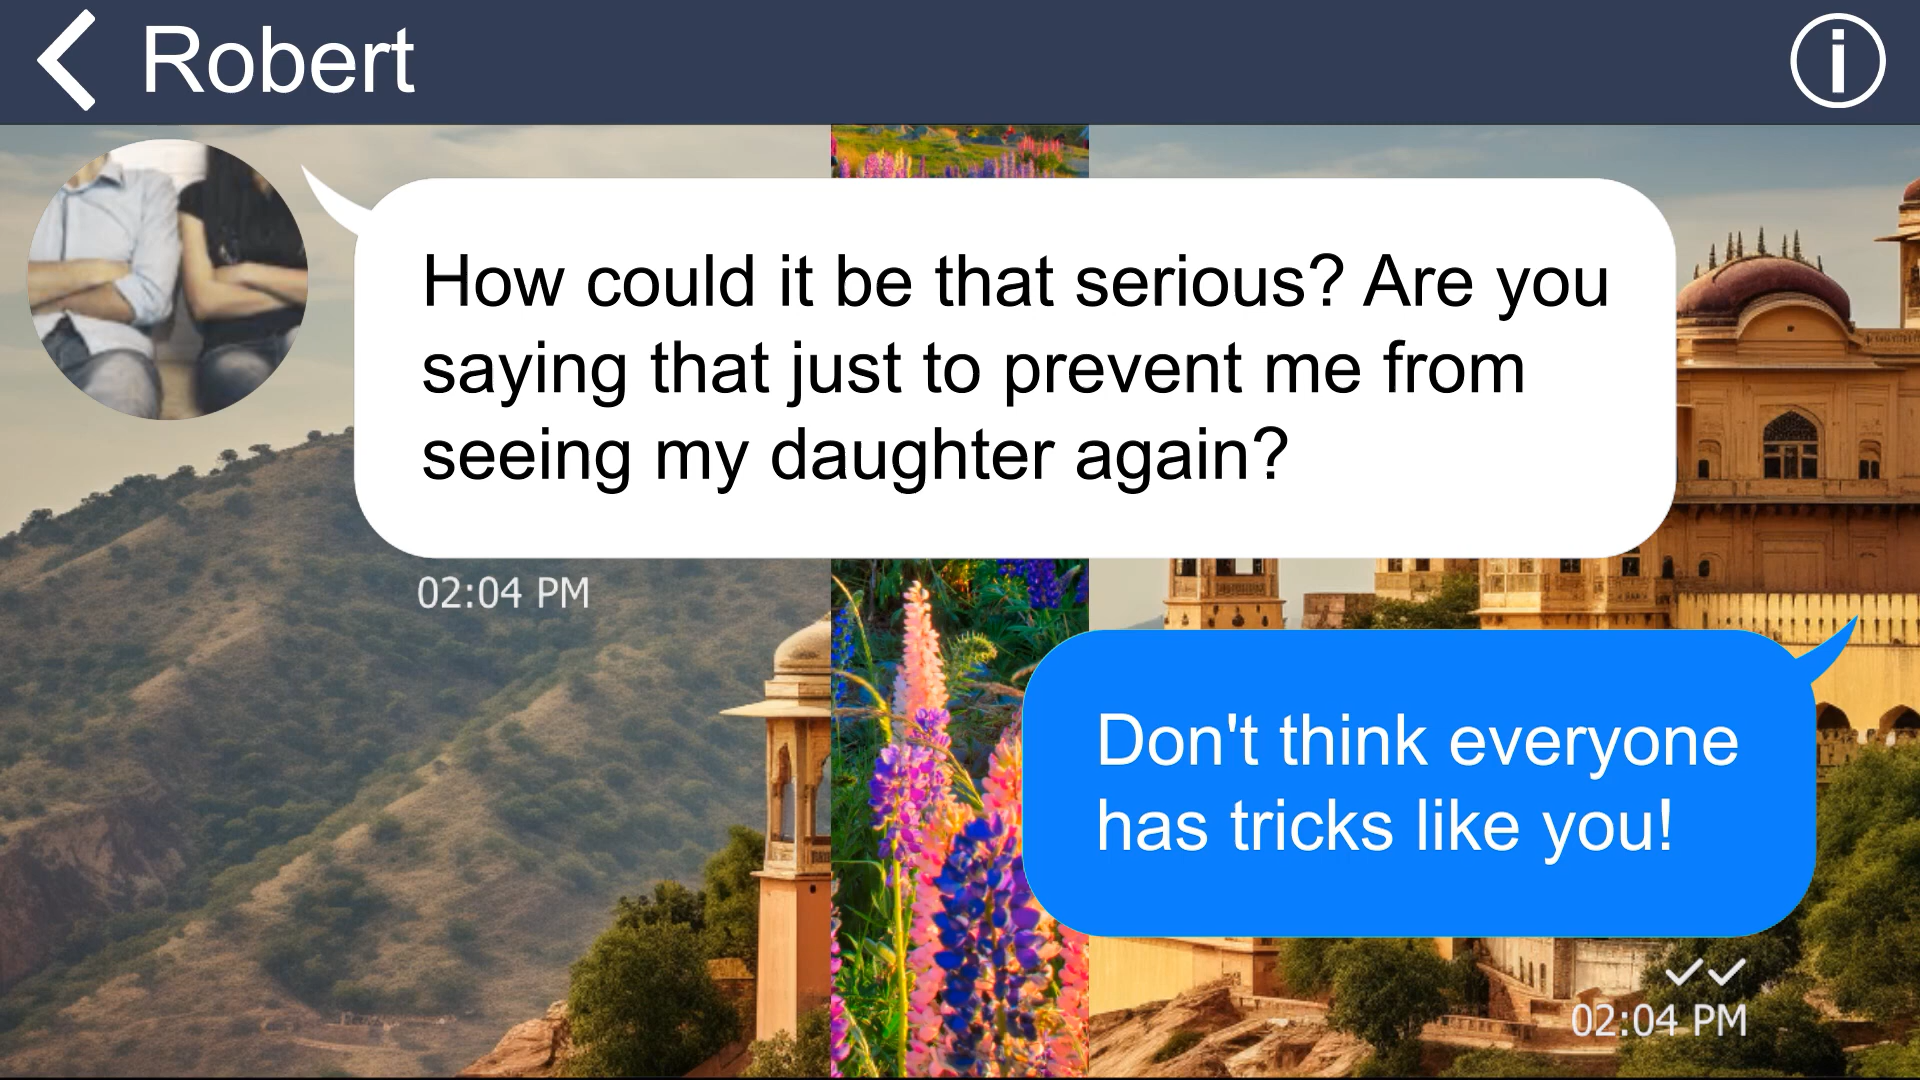 Robert
How could it be that serious? Are you
saying that just to prevent me from
seeing my daughter again?
02:04 PM
Don't think everyone
has tricks like you!
02:04 PM